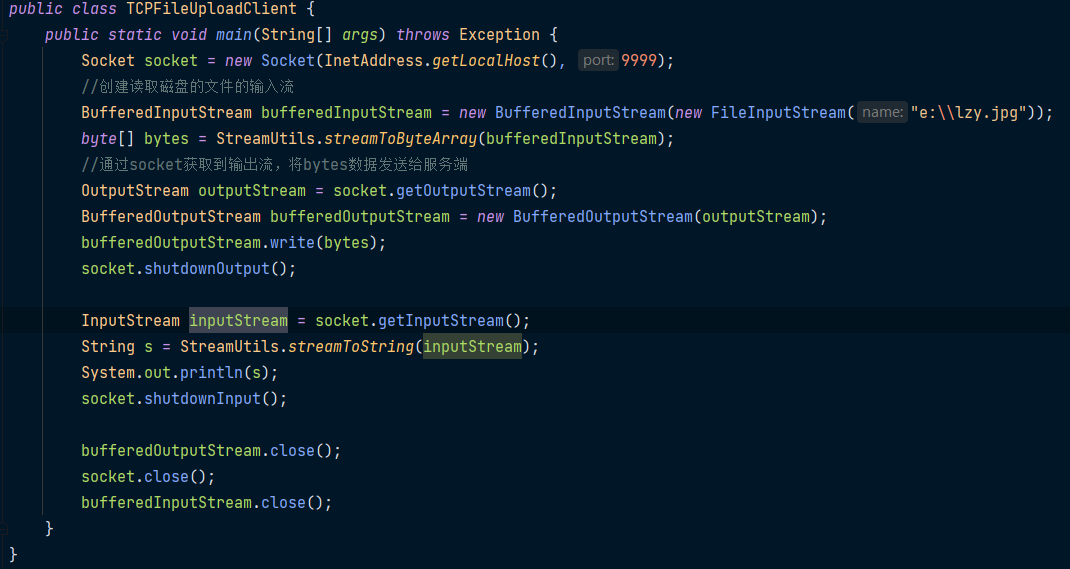 public class TCPFileUploadClient {
    public static void main(String[] args) throws Exception {
        Socket socket = new Socket(InetAddress.getLocalHost(), port: 9999);
        //创建读取磁盘的文件的输入流
        BufferedInputStream bufferedInputStream = new BufferedInputStream(new FileInputStream( name: "e:\\lzy.jpg"));
        byte[] bytes = StreamUtils.streamToByteArray(bufferedInputStream);
        //通过socket获取到输出流，将bytes数据发送给服务端
        OutputStream outputStream = socket.getOutputStream();
        BufferedOutputStream bufferedOutputStream = new BufferedOutputStream(outputStream);
        bufferedOutputStream.write(bytes);
        socket.shutdownOutput();
        InputStream inputStream = socket.getInputStream();
        String s = StreamUtils.streamToString(inputStream);
        System.out.println(s);
        socket.shutdownInput();
        bufferedOutputStream.close();
        socket.close();
        bufferedInputStream.close();
    }
}